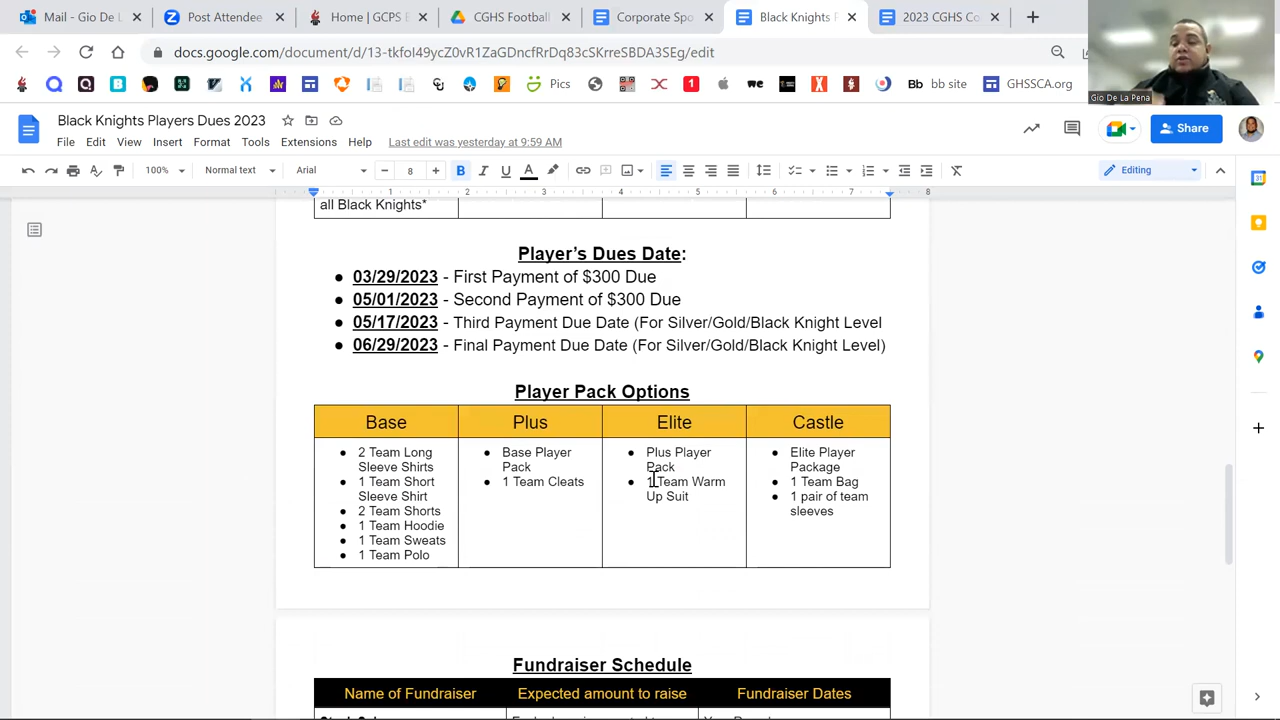 Mail - Gio De L
Post Attendee
Home | GCPS E
CGHS Football
Corporate Spo
Black Knights P
2023 CGHS Co
docs.google.com/document/d/13-tkfoI49ycZ0vR1ZaGDncfRrDq83cSKrreSBDA3SEg/edit
Pics
bb site
GHSSCA.org
Gio De La Pena
Black Knights Players Dues 2023
File Edit View Insert Format Tools Extensions Help
Last edit was yesterday at 9:59 AM
Share
100%
Normal text
Arial
8
Editing
1 2 3 4 5 6 7 8
all Black Knights*
Player's Dues Date:
03/29/2023 - First Payment of $300 Due
05/01/2023 - Second Payment of $300 Due
05/17/2023 - Third Payment Due Date (For Silver/Gold/Black Knight Level
06/29/2023 - Final Payment Due Date (For Silver/Gold/Black Knight Level)
Player Pack Options
Base
2 Team Long
Sleeve Shirts
1 Team Short
Sleeve Shirt
2 Team Shorts
1 Team Hoodie
1 Team Sweats
1 Team Polo
Plus
Base Player
Pack
1 Team Cleats
Elite
Plus Player
Pack
1 Team Warm
Up Suit
Castle
Elite Player
Package
1 Team Bag
1 pair of team
sleeves
Fundraiser Schedule
Name of Fundraiser
Expected amount to raise
Fundraiser Dates